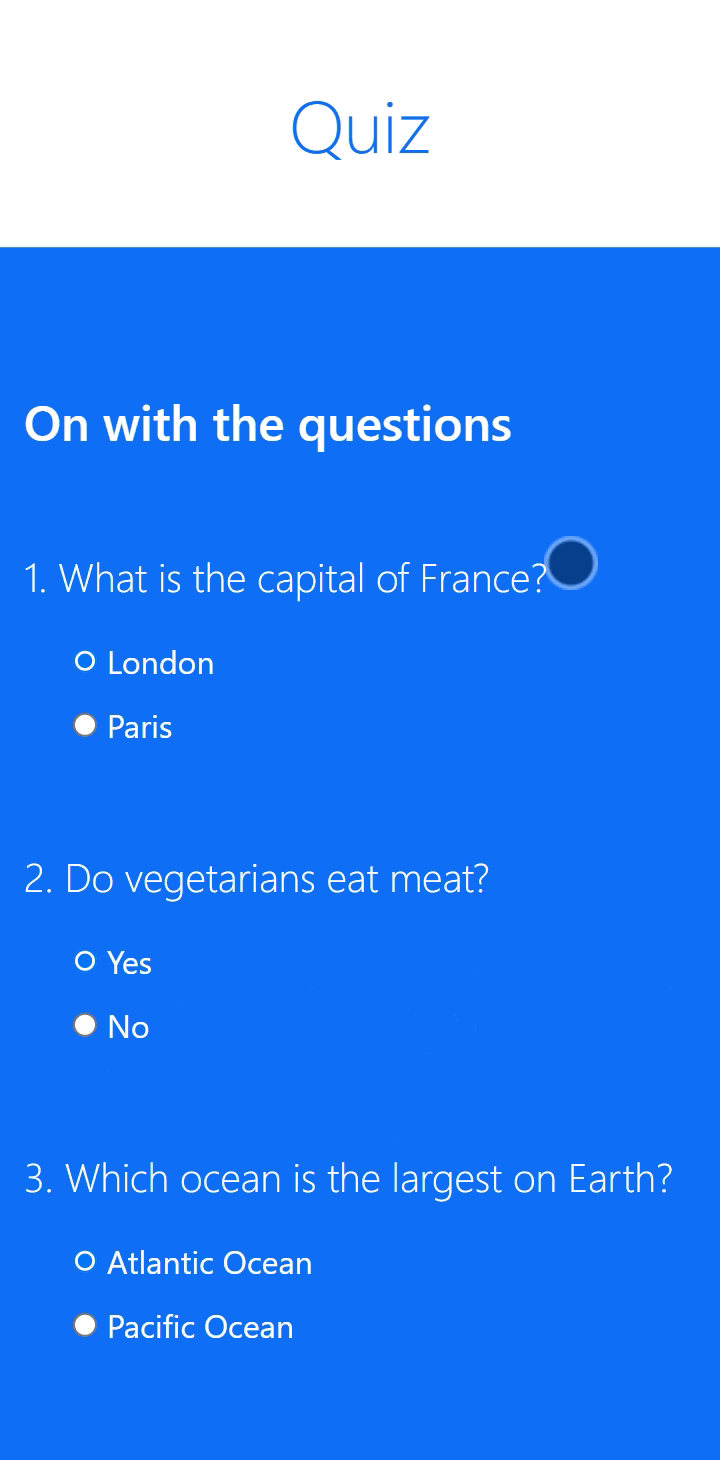 Quiz
On with the questions
1. What is the capital of France?
London
Paris
2. Do vegetarians eat meat?
Yes
No
3. Which ocean is the largest on Earth?
Atlantic Ocean
Pacific Ocean